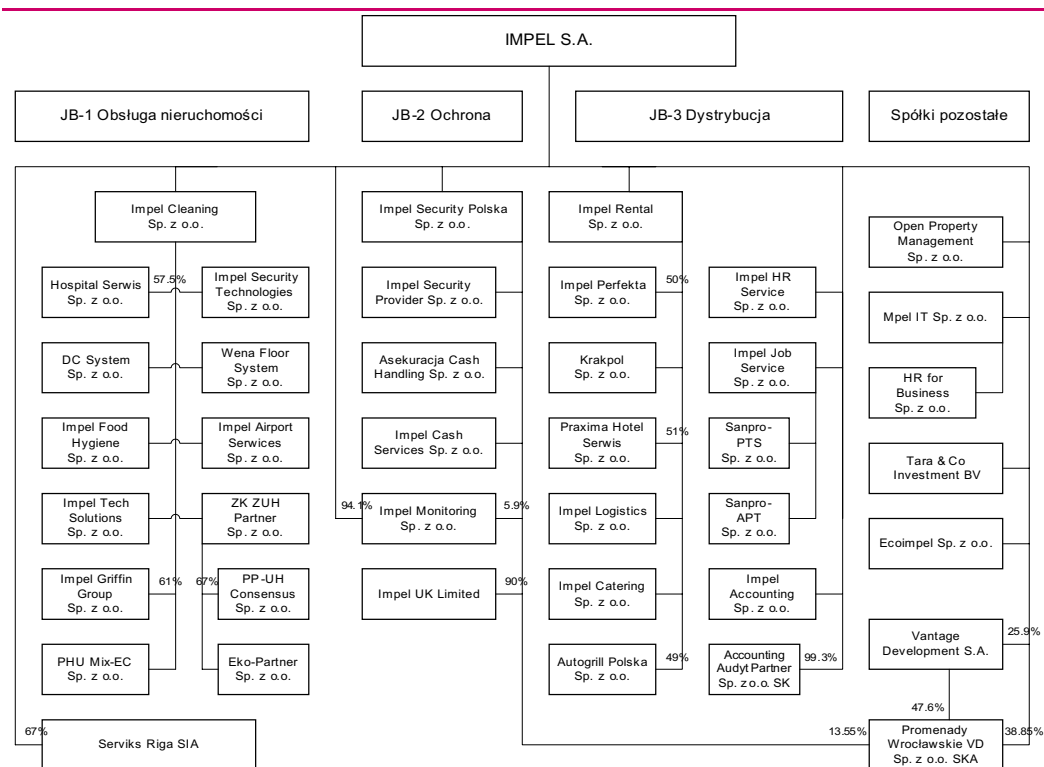 IMPEL S.A.
JB-1 Obsługa nieruchomości
JB-2 Ochrona
JB-3 Dystrybucja
Spółki pozostałe
Impel Cleaning
Sp. z o.o.
Hospital Serwis
Sp. z o.o.
57.5%
Impel Security
Technologies
Sp. z o.o.
DC System
Sp. z o.o.
Wena Floor
System
Sp. z o.o.
Impel Food
Hygiene
Sp. z o.o.
Impel Airport
Serwices
Sp. z o.o.
Impel Tech
Solutions
Sp. z o.o.
ZK ZUH
Partner
Sp. z o.o.
Impel Griffin
Group
Sp. z o.o.
61%
67%
PP-UH
Consensus
Sp. z o.o.
PHU Mix-EC
Sp. z o.o.
Eko-Partner
Sp. z o.o.
67%
Serviks Riga SIA
Impel Security Polska
Sp. z o.o.
Impel Security
Provider Sp. z o.o.
Asekuracja Cash
Handling Sp. z o.o.
Impel Cash
Services Sp. z o.o.
94.1%
Impel Monitoring
Sp. z o.o.
5.9%
Impel UK Limited
90%
Impel Rental
Sp. z o.o.
Impel Perfekta
Sp. z o.o.
50%
Krakpol
Sp. z o.o.
Praxima Hotel
Serwis
Sp. z o.o.
51%
Impel Logistics
Sp. z o.o.
Impel Catering
Sp. z o.o.
Autogrill Polska
Sp. z o.o.
49%
Impel HR
Service
Sp. z o.o.
Impel Job
Service
Sp. z o.o.
Sanpro-
PTS
Sp. z o.o.
Sanpro-
APT
Sp. z o.o.
Impel
Accounting
Sp. z o.o.
Accounting
Audyt Partner
Sp. z o.o. SK
99.3%
Open Property
Management
Sp. z o.o.
Mpel IT Sp. z o.o.
HR for
Business
Sp. z o.o.
Tara & Co
Investment BV
Ecoimpel Sp. z o.o.
Vantage
Development S.A.
25.9%
47.6%
13.55%
Promenady
Wrocławskie VD
Sp. z o.o. SKA
38.85%